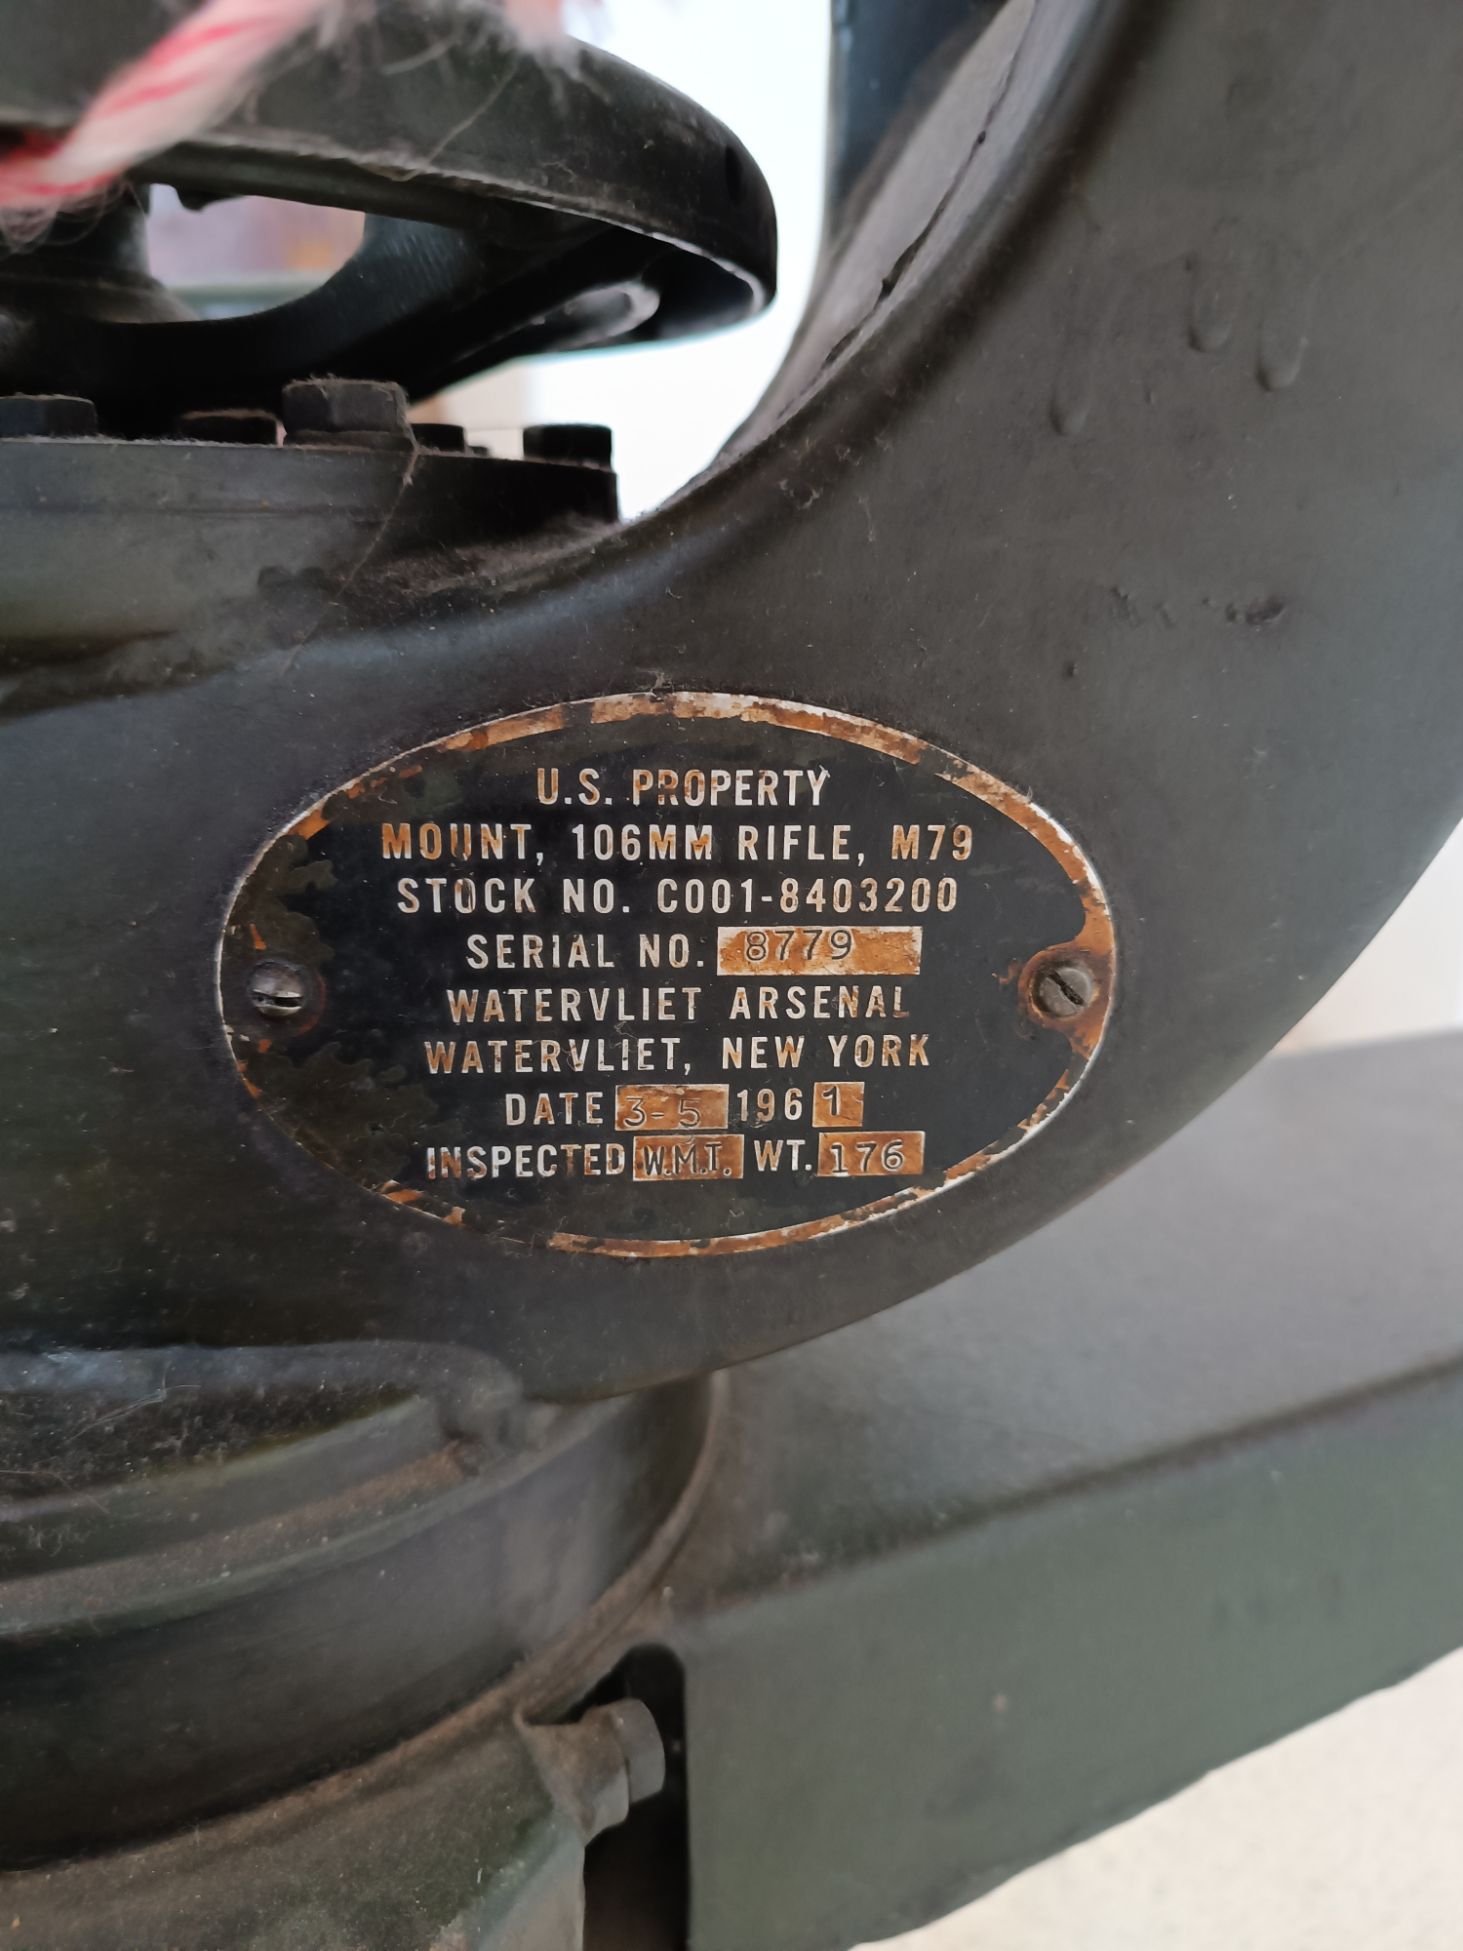 U.S. PROPERTY
MOUNT, 106MM RIFLE, M79
STOCK NO. C001-8403200
SERIAL NO. 8779
WATERVLIET ARSENAL
WATERVLIET, NEW YORK
DATE 3-5 1961
INSPECTED W.M.T. WT. 176